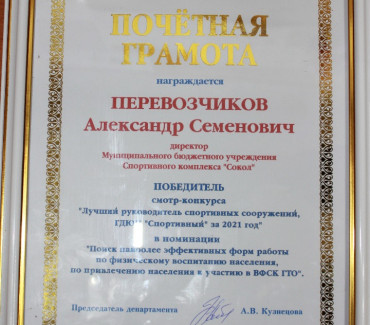 ПОЧЁТНАЯ
ГРАМОТА
награждается
ПЕРЕВОЗЧИКОВ
Александр Семенович
директор
Муниципального бюджетного учреждения
Спортивного комплекса "Сокол"
ПОБЕДИТЕЛЬ
смотр-конкурса
"Лучший руководитель спортивных сооружений,
"Спортивный" за 2021 год"
в номинации
"Поиск наиболее эффективных форм работы
по физическому воспитанию населения,
по привлечению населения к участию в ВФСК ГТО".
Председатель департамента А.В. Кузнецова